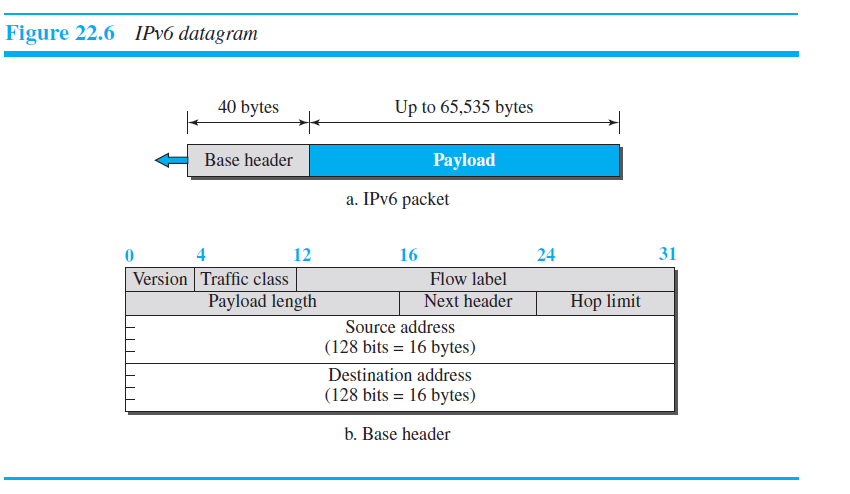 Figure 22.6 IPv6 datagram
40 bytes Up to 65,535 bytes
Base header Payload
a. IPv6 packet
0 4 12 16 24 31
Version Traffic class Flow label
Payload length Next header Hop limit
Source address
(128 bits = 16 bytes)
Destination address
(128 bits = 16 bytes)
b. Base header